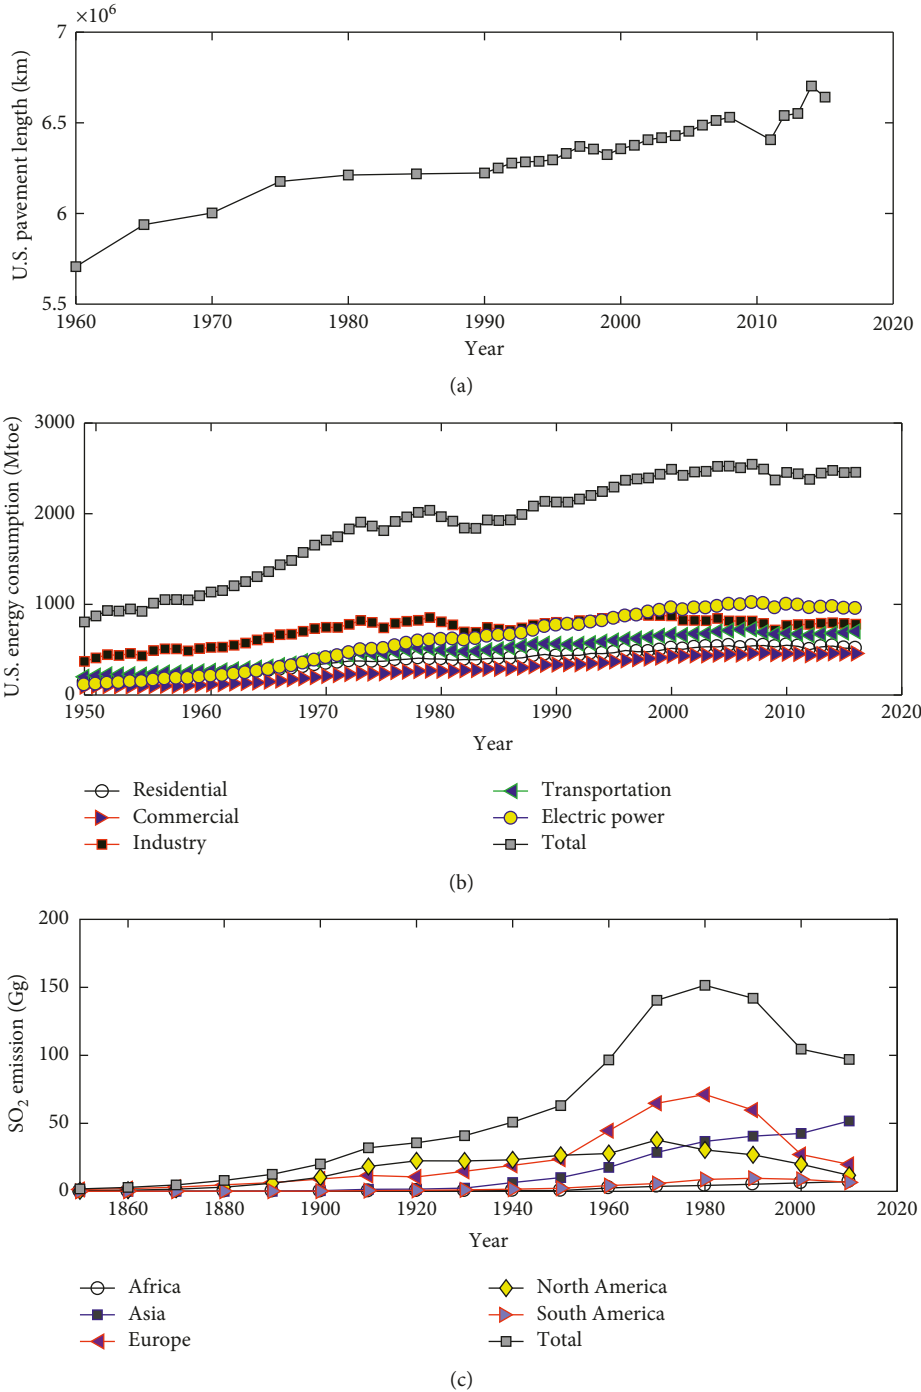 ×10⁶
7
6.5
6
5.5
U.S. pavement length (km)
1960 1970 1980 1990 2000 2010 2020
Year
(a)
3000
2000
1000
0
U.S. energy consumption (Mtoe)
1950 1960 1970 1980 1990 2000 2010 2020
Year
Residential
Commercial
Industry
Transportation
Electric power
Total
(b)
200
150
100
50
0
SO₂ emission (Gg)
1860 1880 1900 1920 1940 1960 1980 2000 2020
Year
Africa
Asia
Europe
North America
South America
Total
(c)